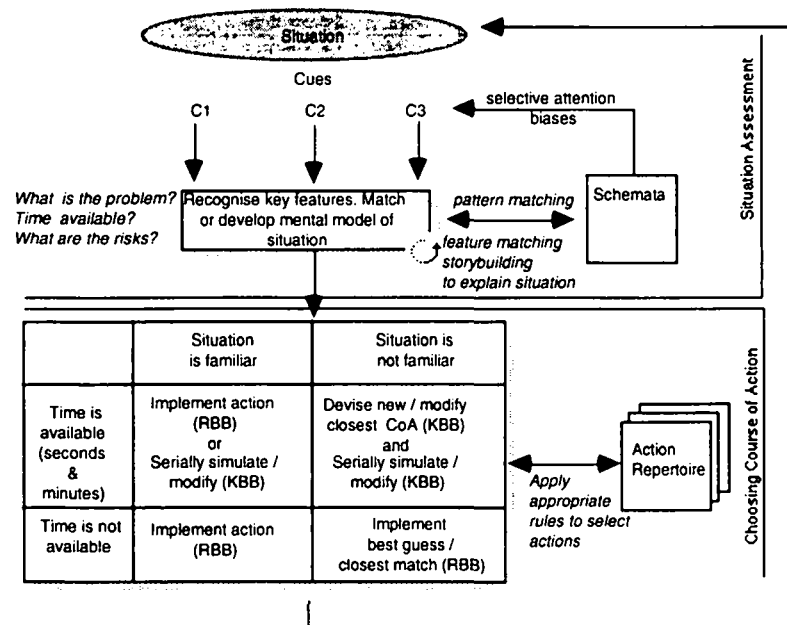 Situation
Cues
C1
C2
C3
selective attention
biases
Schemata
What is the problem?
Time available?
What are the risks?
Recognise key features. Match
or develop mental model of
situation
pattern matching
feature matching
storybuilding
to explain situation
Situation Assessment
Situation
is familiar
Situation is
not familiar
Time is
available
(seconds
&
minutes)
Implement action
(RBB)
or
Serially simulate /
modify (KBB)
Devise new / modify
closest CoA (KBB)
and
Serially simulate /
modify (KBB)
Time is not
available
Implement action
(RBB)
Implement
best guess /
closest match (RBB)
Apply
appropriate
rules to select
actions
Action
Repertoire
Choosing Course of Action